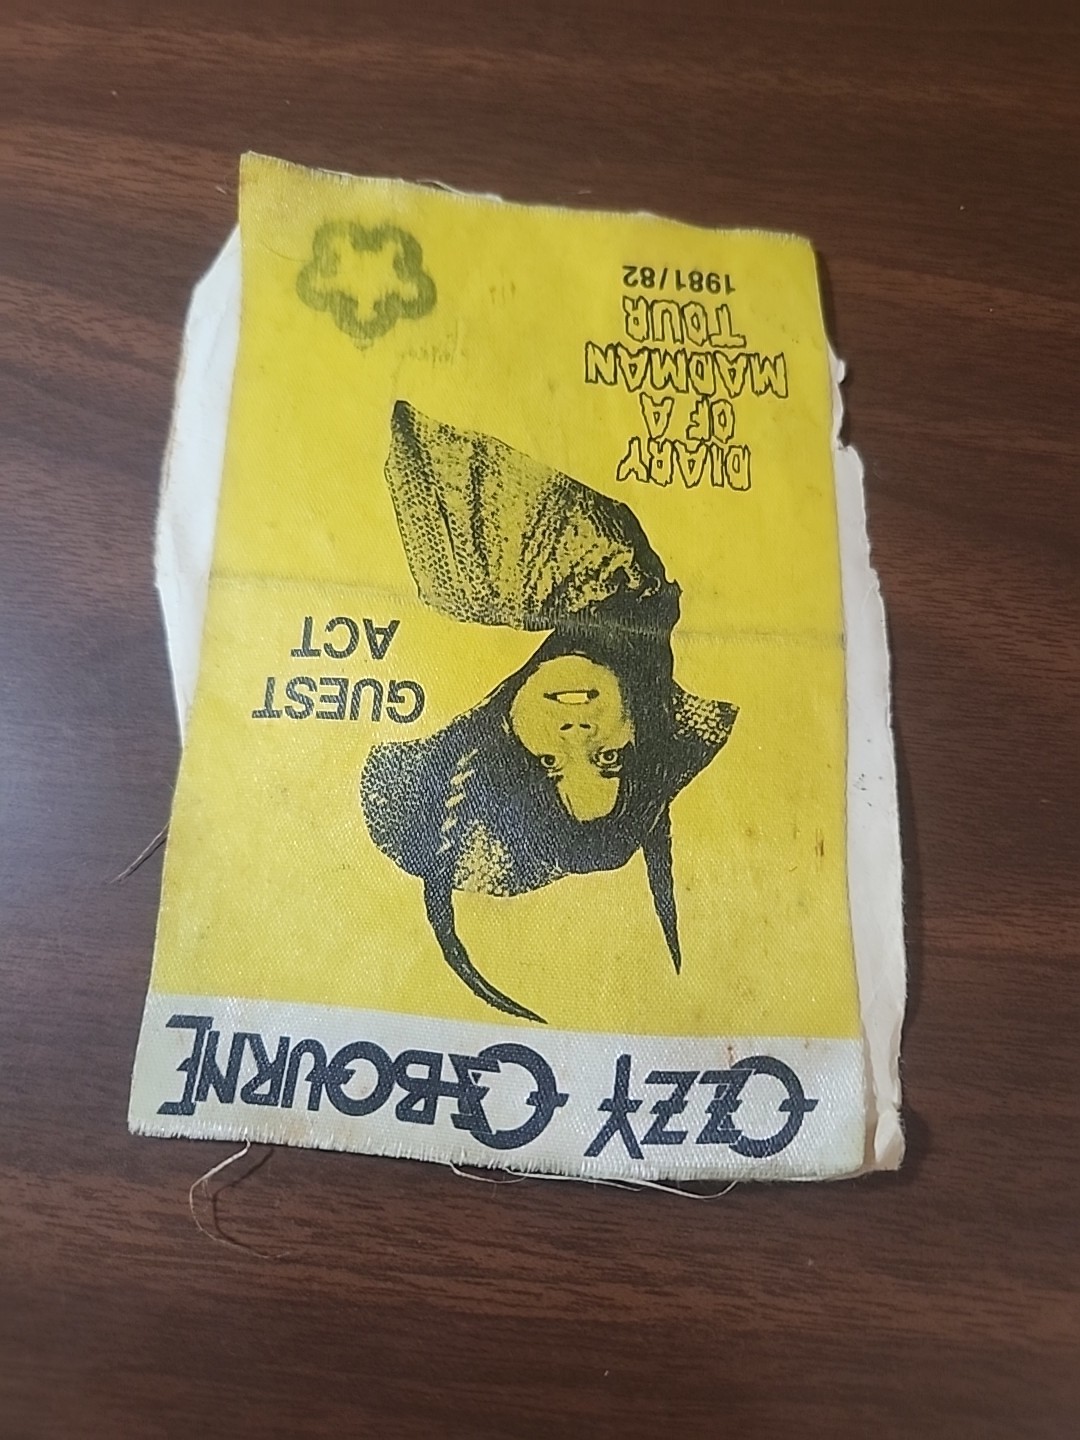 OZZY OSBOURNE
GUEST
ACT
DIARY
OF A
MADMAN
TOUR
1981/82